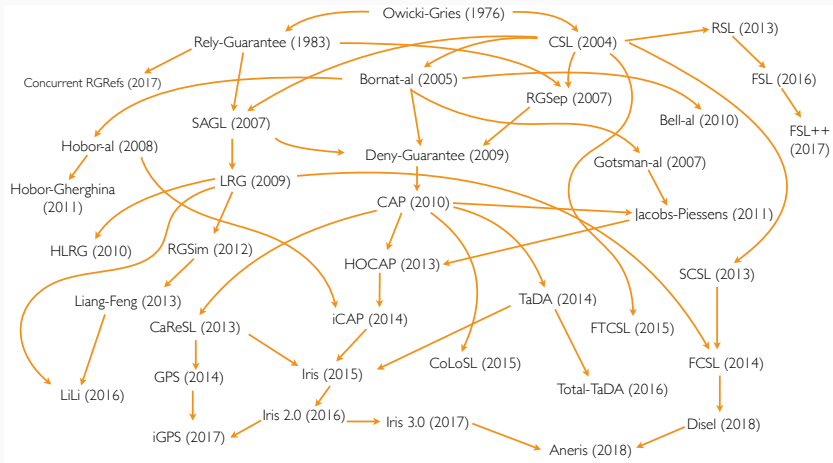 Owicki-Gries (1976)
Rely-Guarantee (1983)
CSL (2004)
RSL (2013)
Concurrent RGRefs (2017)
Bornat-al (2005)
FSL (2016)
RGSep (2007)
SAGL (2007)
Bell-al (2010)
FSL++
(2017)
Hobor-al (2008)
Deny-Guarantee (2009)
Gotsman-al (2007)
Hobor-Gherghina
(2011)
LRG (2009)
CAP (2010)
Jacobs-Piessens (2011)
HLRG (2010)
RGSim (2012)
HOCAP (2013)
SCSL (2013)
Liang-Feng (2013)
TaDA (2014)
CaReSL (2013)
iCAP (2014)
FTCSL (2015)
CoLoSL (2015)
FCSL (2014)
GPS (2014)
Iris (2015)
LiLi (2016)
Total-TaDA (2016)
Iris 2.0 (2016)
Iris 3.0 (2017)
Disel (2018)
iGPS (2017)
Aneris (2018)